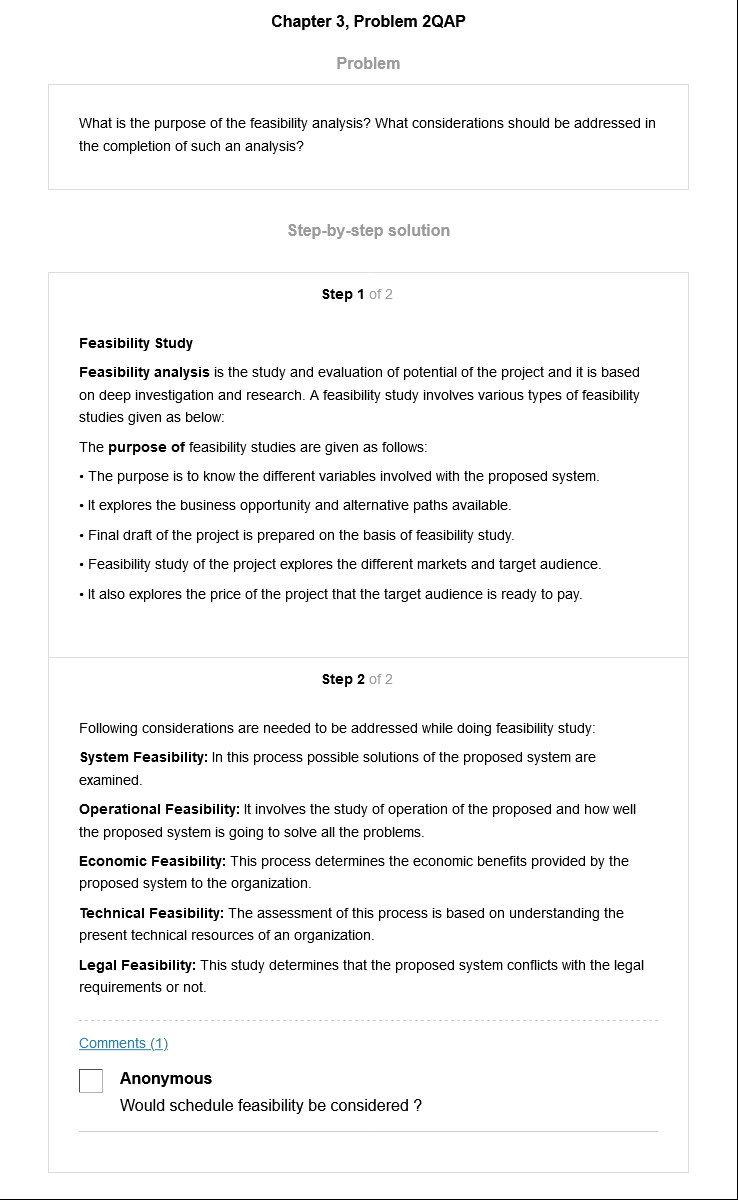 Chapter 3, Problem 2QAP
Problem
What is the purpose of the feasibility analysis? What considerations should be addressed in
the completion of such an analysis?
Step-by-step solution
Step 1 of 2
Feasibility Study
Feasibility analysis is the study and evaluation of potential of the project and it is based
on deep investigation and research. A feasibility study involves various types of feasibility
studies given as below:
The purpose of feasibility studies are given as follows:
• The purpose is to know the different variables involved with the proposed system.
• It explores the business opportunity and alternative paths available.
• Final draft of the project is prepared on the basis of feasibility study.
• Feasibility study of the project explores the different markets and target audience.
• It also explores the price of the project that the target audience is ready to pay.
Step 2 of 2
Following considerations are needed to be addressed while doing feasibility study:
System Feasibility: In this process possible solutions of the proposed system are
examined.
Operational Feasibility: It involves the study of operation of the proposed and how well
the proposed system is going to solve all the problems.
Economic Feasibility: This process determines the economic benefits provided by the
proposed system to the organization.
Technical Feasibility: The assessment of this process is based on understanding the
present technical resources of an organization.
Legal Feasibility: This study determines that the proposed system conflicts with the legal
requirements or not.
Comments (1)
Anonymous
Would schedule feasibility be considered ?